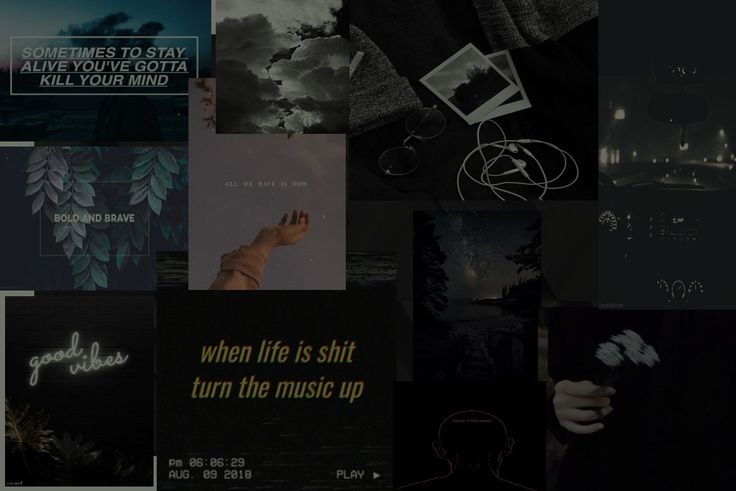 SOMETIMES TO STAY
ALIVE YOU'VE GOTTA
KILL YOUR MIND
BOLD AND BRAVE
ALL WE HAVE IS NOW
good
vibes
when life is shit
turn the music up
pm 06:06:29
AUG. 09 2018
PLAY ▶